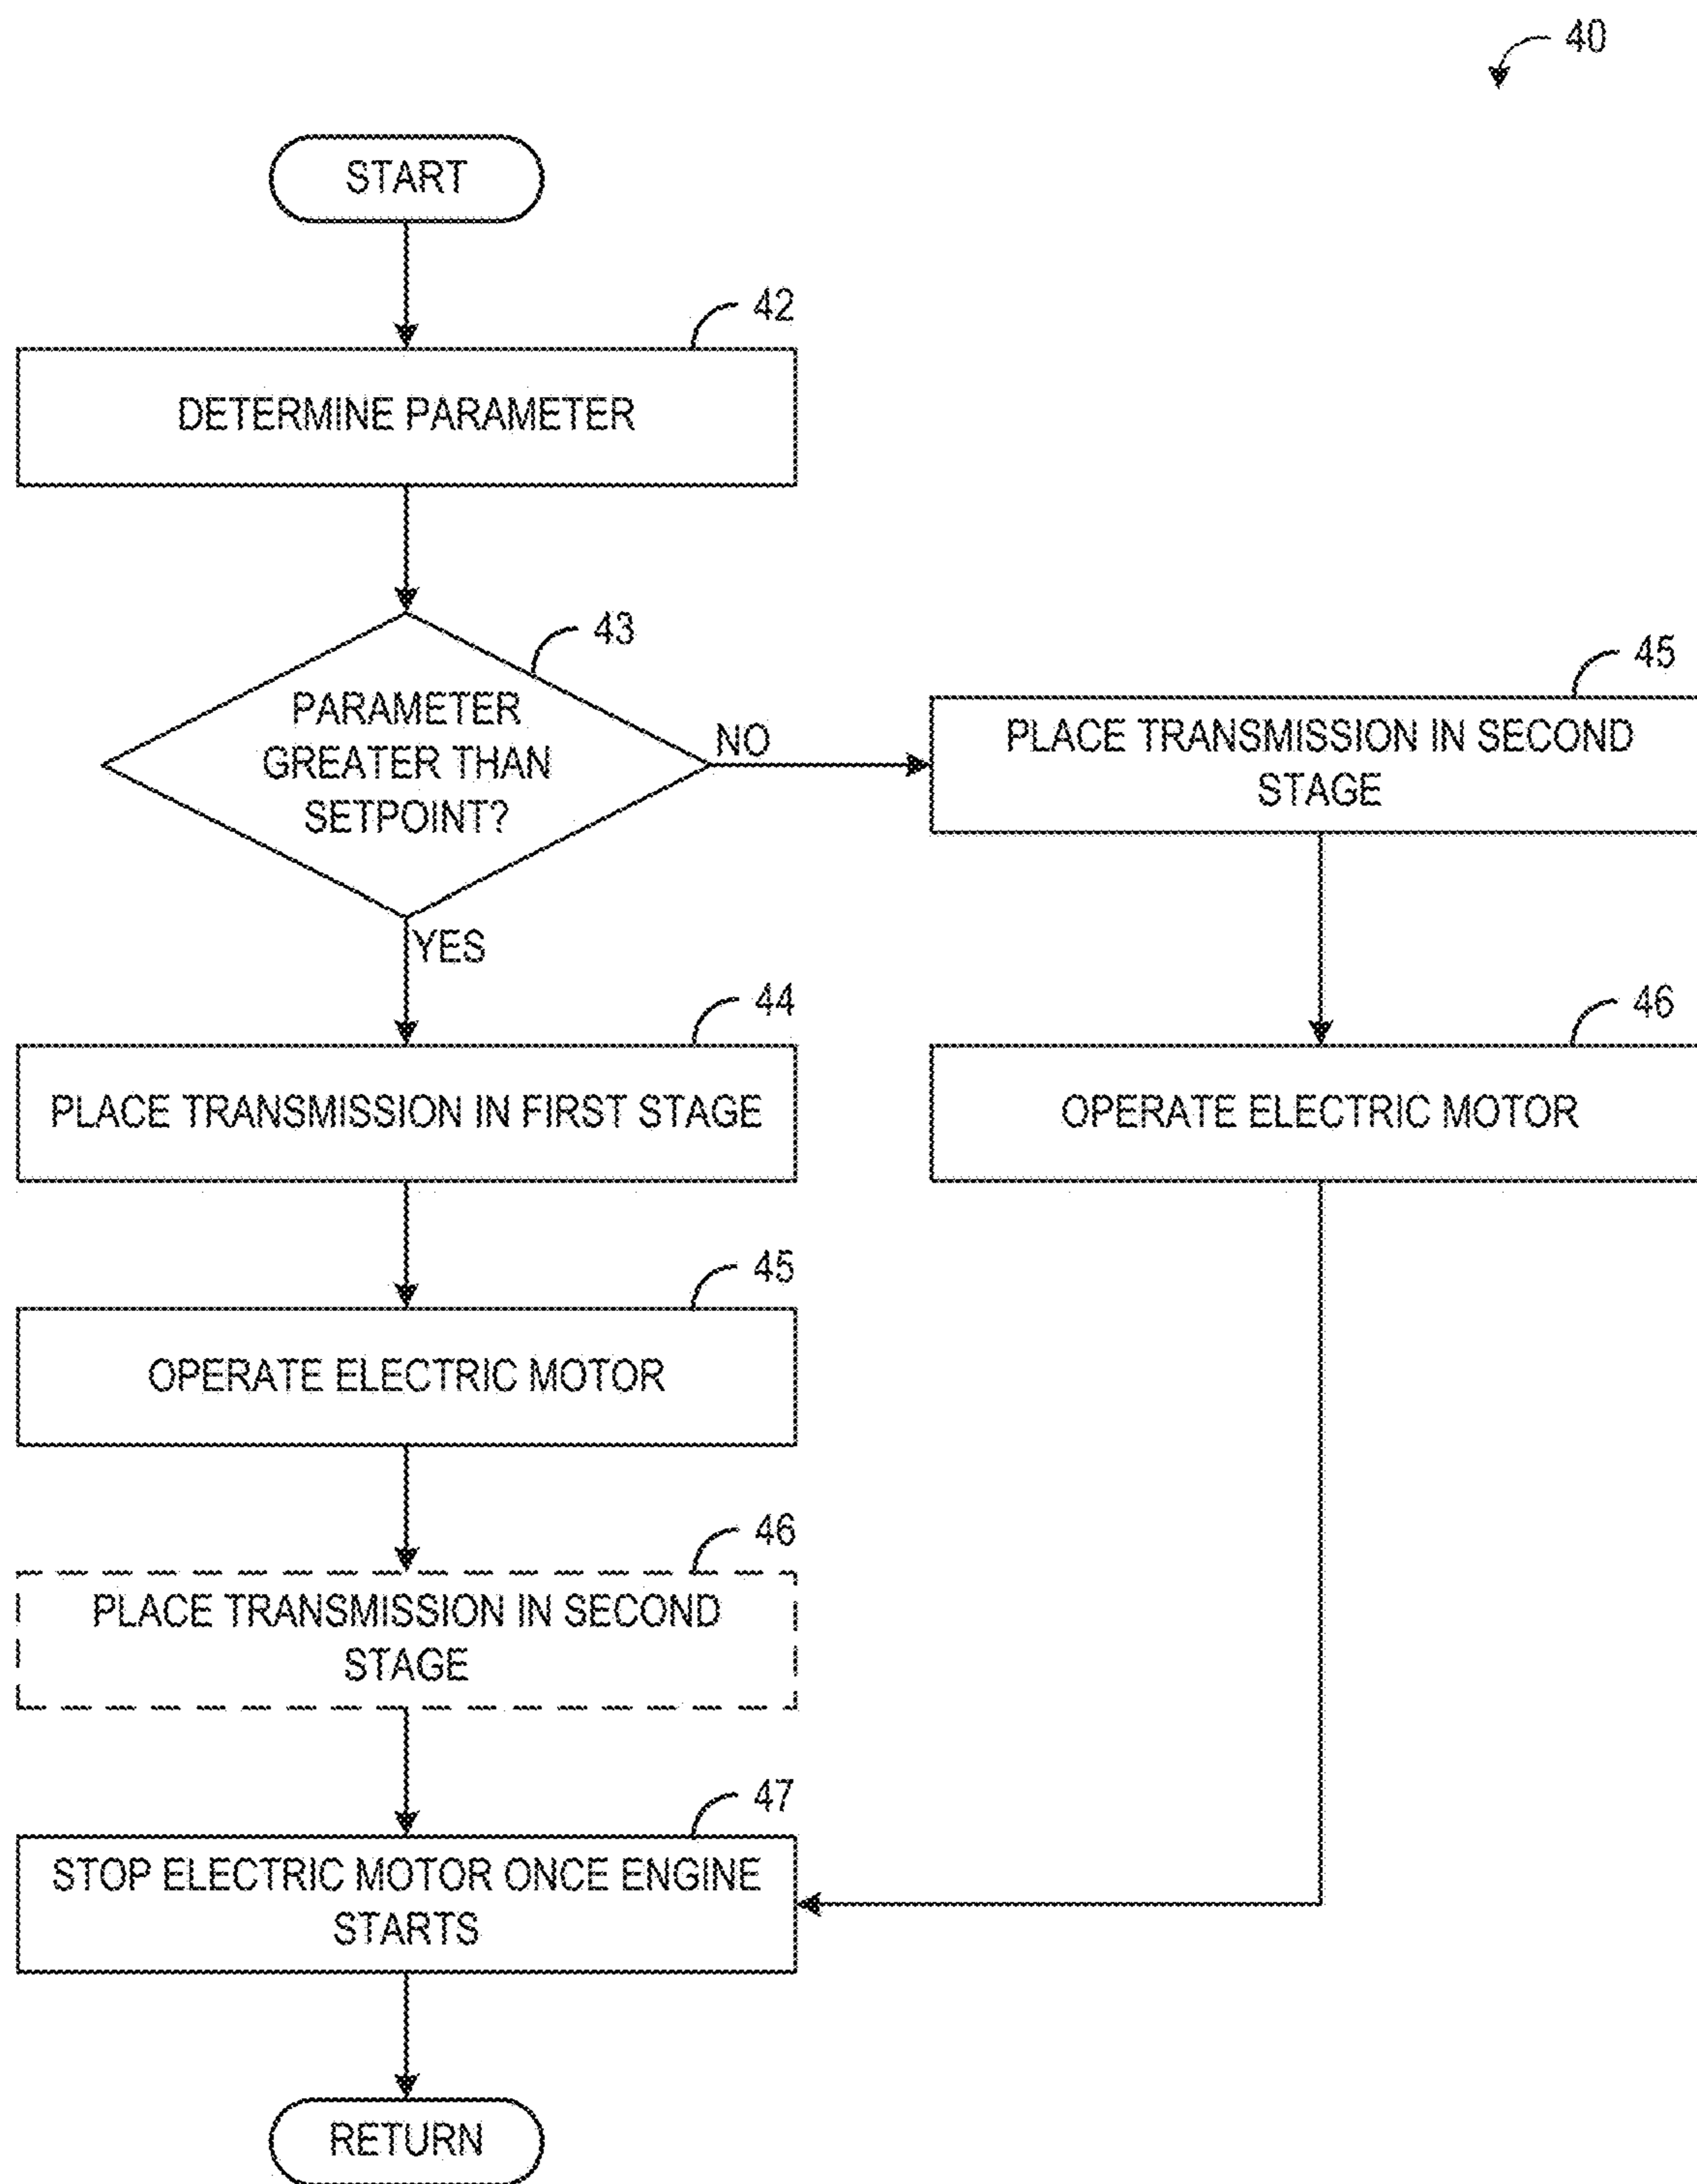 40
START
42
DETERMINE PARAMETER
43
PARAMETER
GREATER THAN
SETPOINT?
NO
45
PLACE TRANSMISSION IN SECOND
STAGE
YES
44
PLACE TRANSMISSION IN FIRST STAGE
46
OPERATE ELECTRIC MOTOR
45
OPERATE ELECTRIC MOTOR
46
PLACE TRANSMISSION IN SECOND
STAGE
47
STOP ELECTRIC MOTOR ONCE ENGINE
STARTS
RETURN